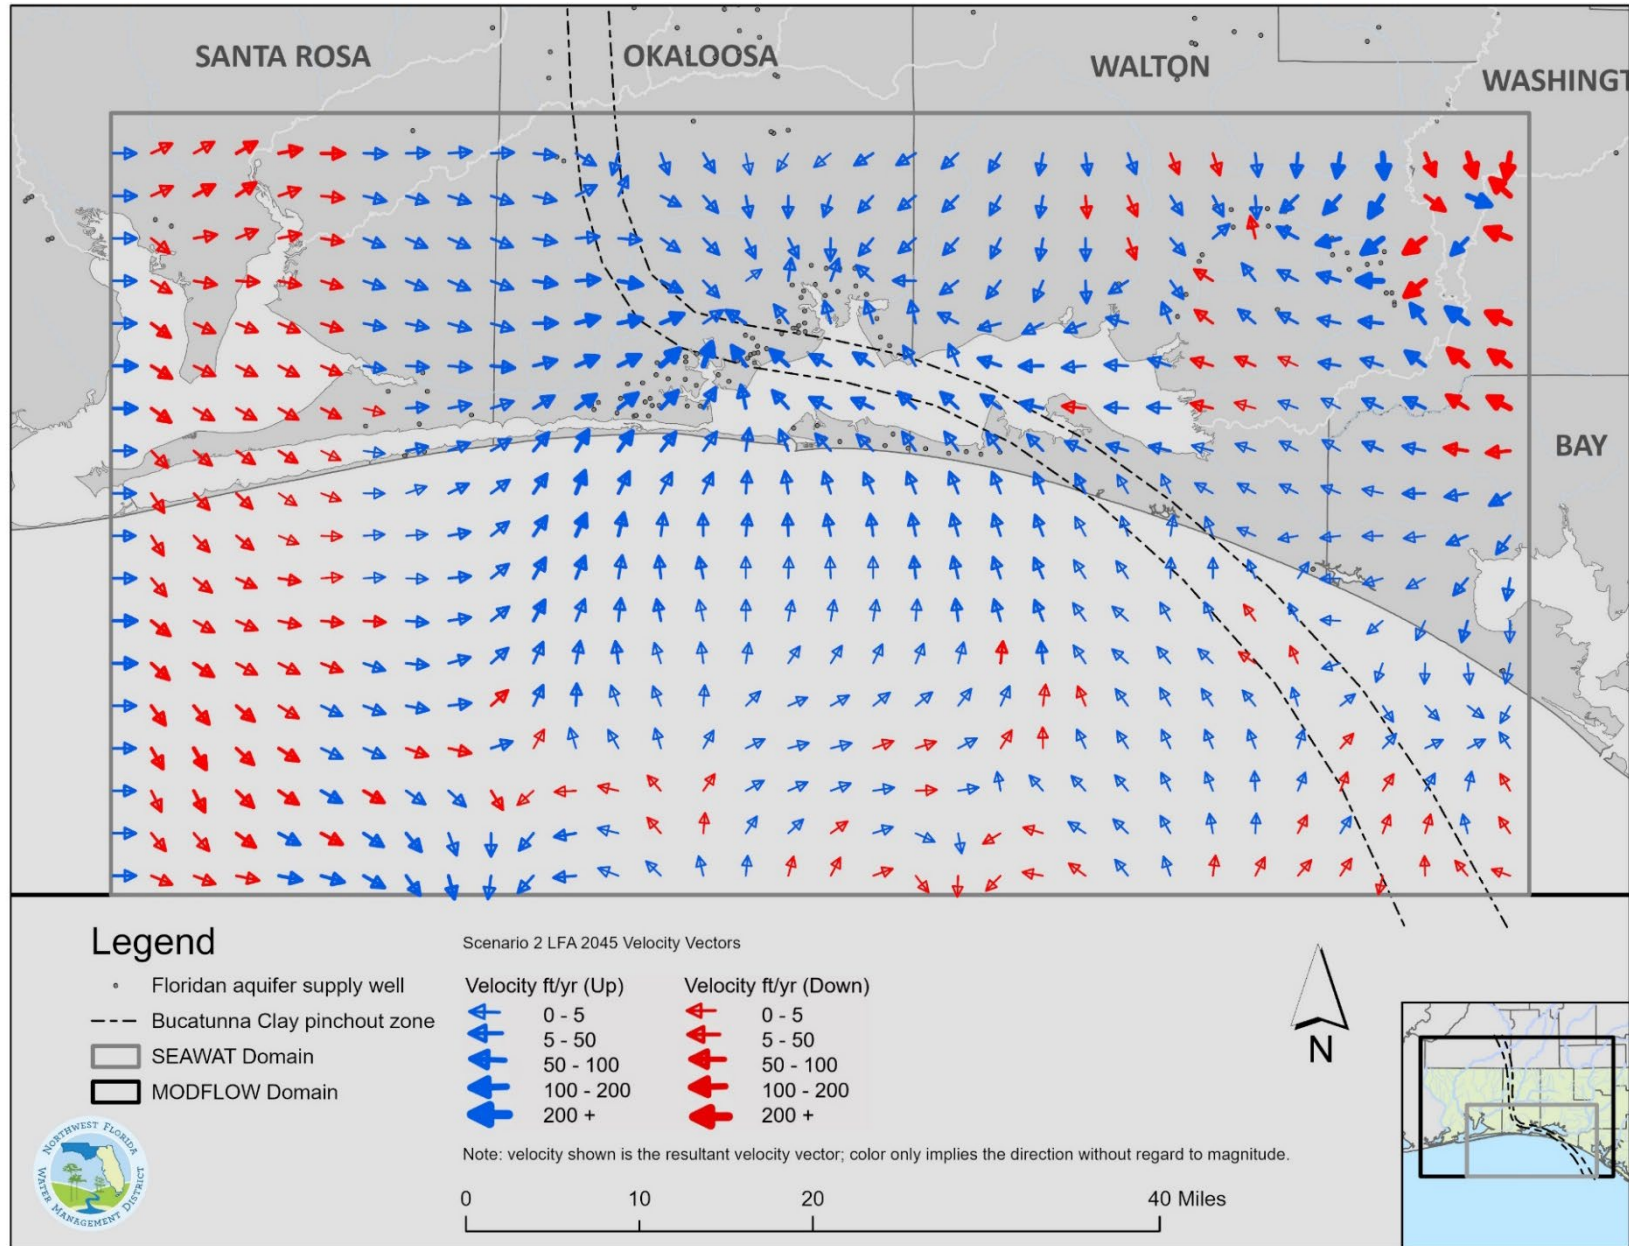 SANTA ROSA
OKALOOSA
WALTON
WASHINGT
BAY
Legend
Floridan aquifer supply well
Bucatunna Clay pinchout zone
SEAWAT Domain
MODFLOW Domain
Scenario 2 LFA 2045 Velocity Vectors
Velocity ft/yr (Up)
0 - 5
5 - 50
50 - 100
100 - 200
200 +
Velocity ft/yr (Down)
0 - 5
5 - 50
50 - 100
100 - 200
200 +
Note: velocity shown is the resultant velocity vector; color only implies the direction without regard to magnitude.
0 10 20 40 Miles
N
NORTHWEST FLORIDA
WATER MANAGEMENT DISTRICT